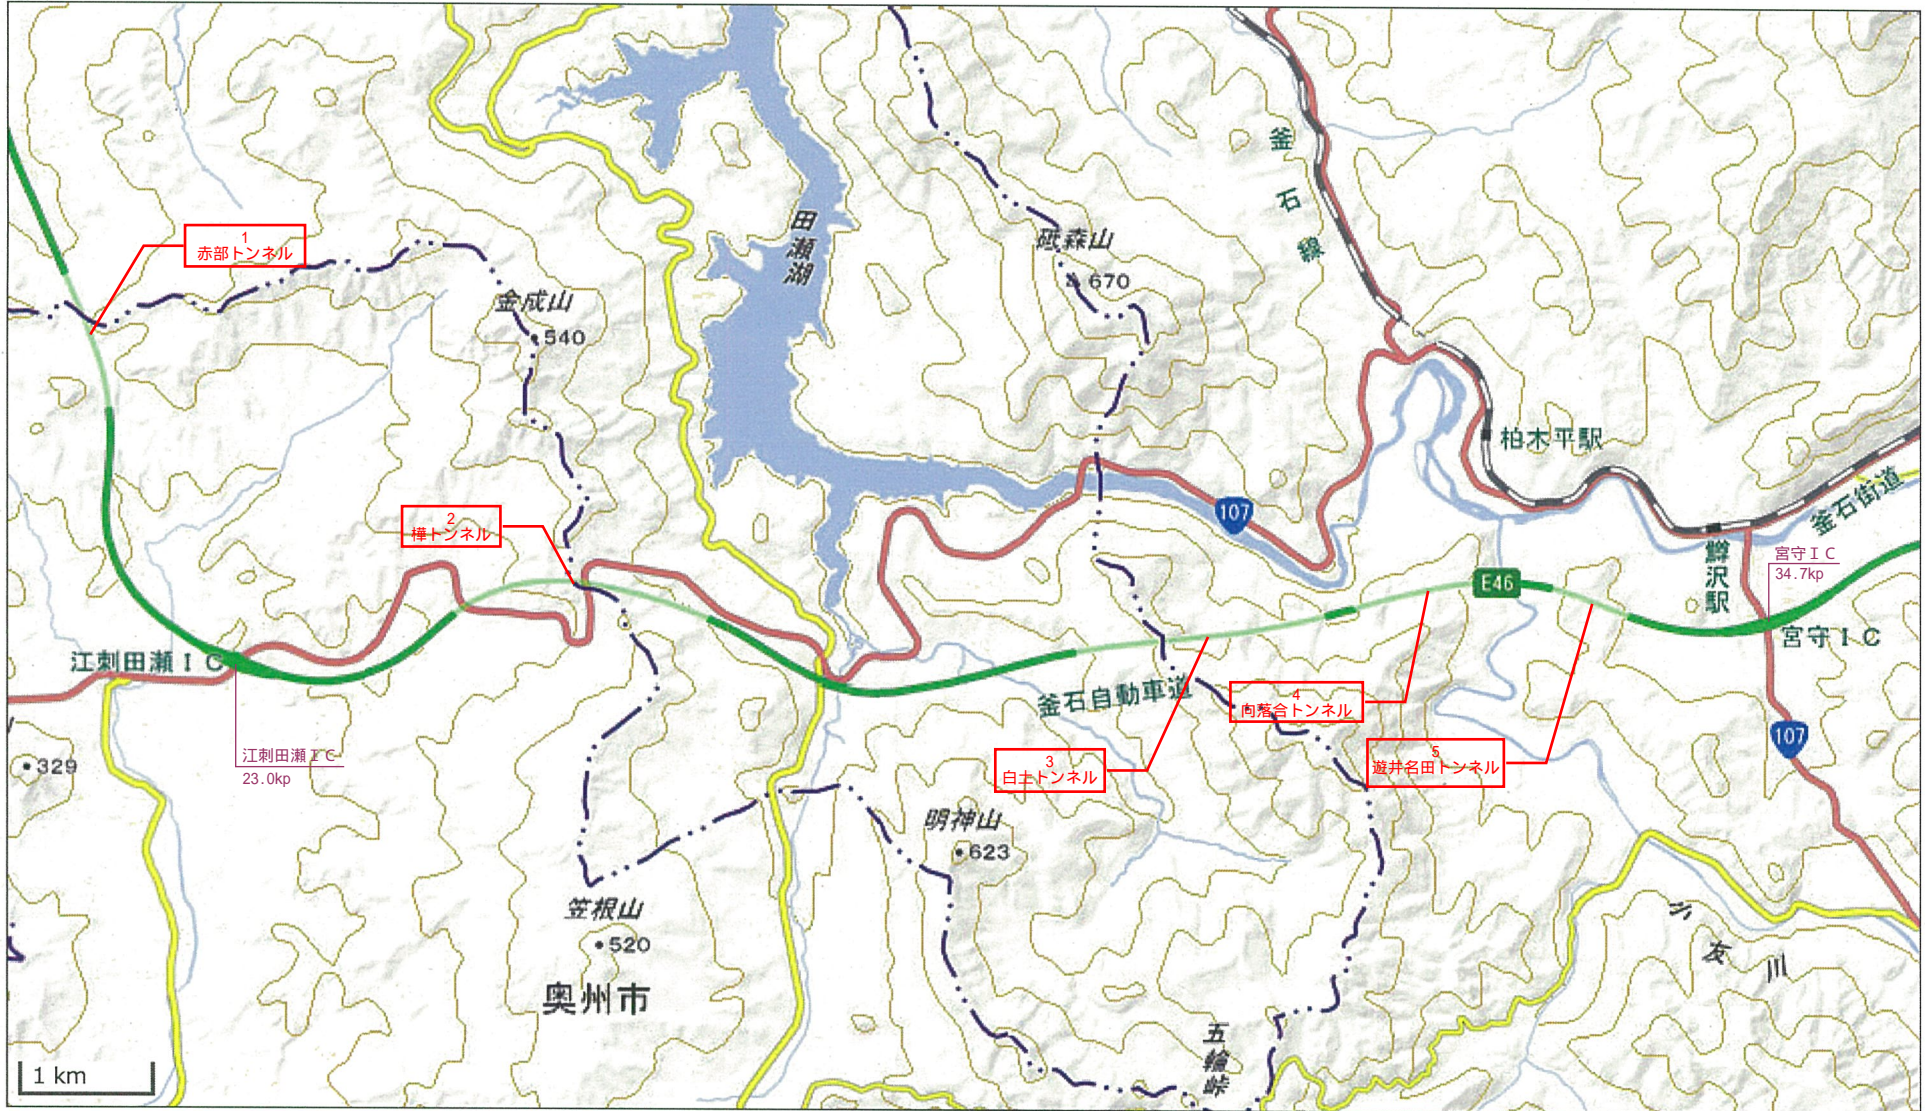 釜石線
田瀬湖
1
赤部トンネル
砥森山
670
金成山
540
柏木平駅
釜石街道
107
2
樺トンネル
鱒沢駅
宮守ＩＣ
34.7kp
E46
宮守ＩＣ
江刺田瀬ＩＣ
釜石自動車道
4
向落合トンネル
江刺田瀬ＩＣ
23.0kp
329
3
白土トンネル
5
遊井名田トンネル
107
明神山
623
笠根山
520
奥州市
小友川
五輪峠
1 km